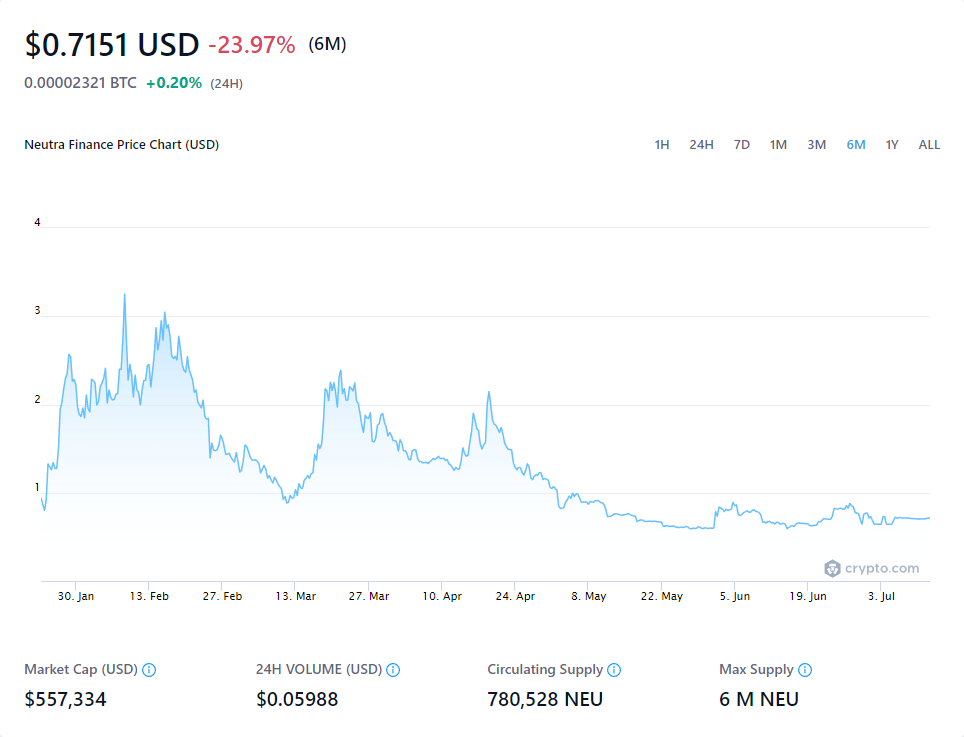 $0.7151 USD -23.97% (6M)
0.00002321 BTC +0.20% (24H)
Neutra Finance Price Chart (USD) 1H 24H 7D 1M 3M 6M 1Y ALL
4
3
2
1
crypto.com
30. Jan 13. Feb 27. Feb 13. Mar 27. Mar 10. Apr 24. Apr 8. May 22. May 5. Jun 19. Jun 3. Jul
Market Cap (USD) 24H VOLUME (USD) Circulating Supply Max Supply
$557,334 $0.05988 780,528 NEU 6 M NEU